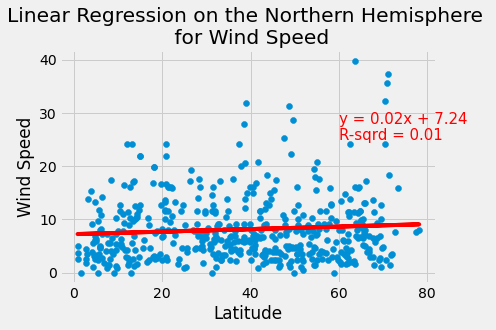 Linear Regression on the Northern Hemisphere
for Wind Speed
Wind Speed
40
30
20
10
0
y = 0.02x + 7.24
R-sqrd = 0.01
0 20 40 60 80
Latitude